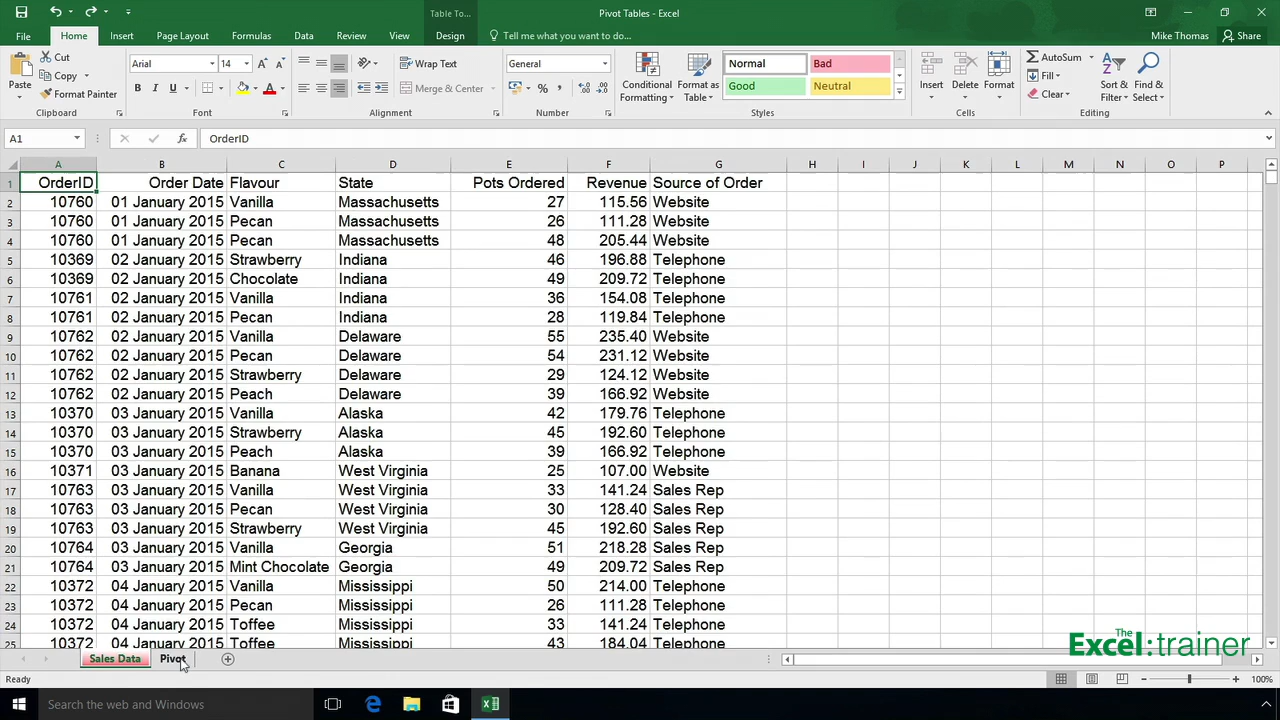 Table To...
Pivot Tables - Excel
File Home Insert Page Layout Formulas Data Review View Design Tell me what you want to do... Mike Thomas Share
Cut
Copy
Format Painter
Paste
Clipboard
Arial 14 A A
B I U A
Font
Wrap Text
Merge & Center
Alignment
General
% ,
Number
Conditional Formatting
Format as Table
Normal Bad
Good Neutral
Styles
Insert Delete Format
Cells
AutoSum
Fill
Clear
Sort & Filter
Find & Select
Editing
A1 fx OrderID
A B C D E F G H I J K L M N O P
1 OrderID Order Date Flavour State Pots Ordered Revenue Source of Order
2 10760 01 January 2015 Vanilla Massachusetts 27 115.56 Website
3 10760 01 January 2015 Pecan Massachusetts 26 111.28 Website
4 10760 01 January 2015 Pecan Massachusetts 48 205.44 Website
5 10369 02 January 2015 Strawberry Indiana 46 196.88 Telephone
6 10369 02 January 2015 Chocolate Indiana 49 209.72 Telephone
7 10761 02 January 2015 Vanilla Indiana 36 154.08 Telephone
8 10761 02 January 2015 Pecan Indiana 28 119.84 Telephone
9 10762 02 January 2015 Vanilla Delaware 55 235.40 Website
10 10762 02 January 2015 Pecan Delaware 54 231.12 Website
11 10762 02 January 2015 Strawberry Delaware 29 124.12 Website
12 10762 02 January 2015 Peach Delaware 39 166.92 Website
13 10370 03 January 2015 Vanilla Alaska 42 179.76 Telephone
14 10370 03 January 2015 Strawberry Alaska 45 192.60 Telephone
15 10370 03 January 2015 Peach Alaska 39 166.92 Telephone
16 10371 03 January 2015 Banana West Virginia 25 107.00 Website
17 10763 03 January 2015 Vanilla West Virginia 33 141.24 Sales Rep
18 10763 03 January 2015 Pecan West Virginia 30 128.40 Sales Rep
19 10763 03 January 2015 Strawberry West Virginia 45 192.60 Sales Rep
20 10764 03 January 2015 Vanilla Georgia 51 218.28 Sales Rep
21 10764 03 January 2015 Mint Chocolate Georgia 49 209.72 Sales Rep
22 10372 04 January 2015 Vanilla Mississippi 50 214.00 Telephone
23 10372 04 January 2015 Pecan Mississippi 26 111.28 Telephone
24 10372 04 January 2015 Toffee Mississippi 33 141.24 Telephone
25 10372 04 January 2015 Toffee Mississippi 43 184.04 Telephone
The Excel:trainer
Sales Data Pivot
Ready 100%
Search the web and Windows